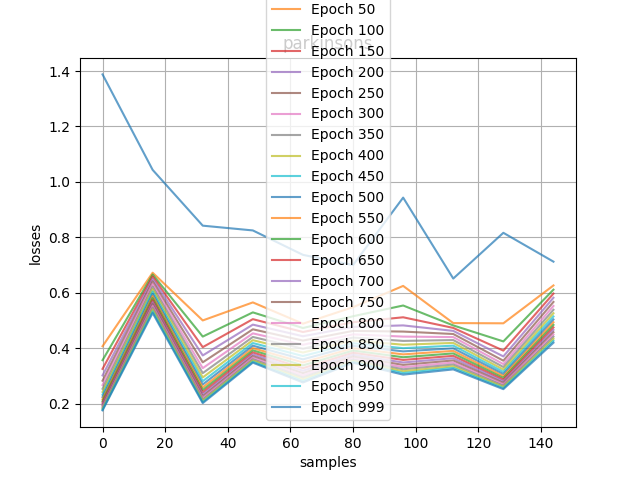 parkinsons
Epoch 50
Epoch 100
Epoch 150
Epoch 200
Epoch 250
Epoch 300
Epoch 350
Epoch 400
Epoch 450
Epoch 500
Epoch 550
Epoch 600
Epoch 650
Epoch 700
Epoch 750
Epoch 800
Epoch 850
Epoch 900
Epoch 950
Epoch 999
losses
1.4
1.2
1.0
0.8
0.6
0.4
0.2
0
20
40
60
80
100
120
140
samples